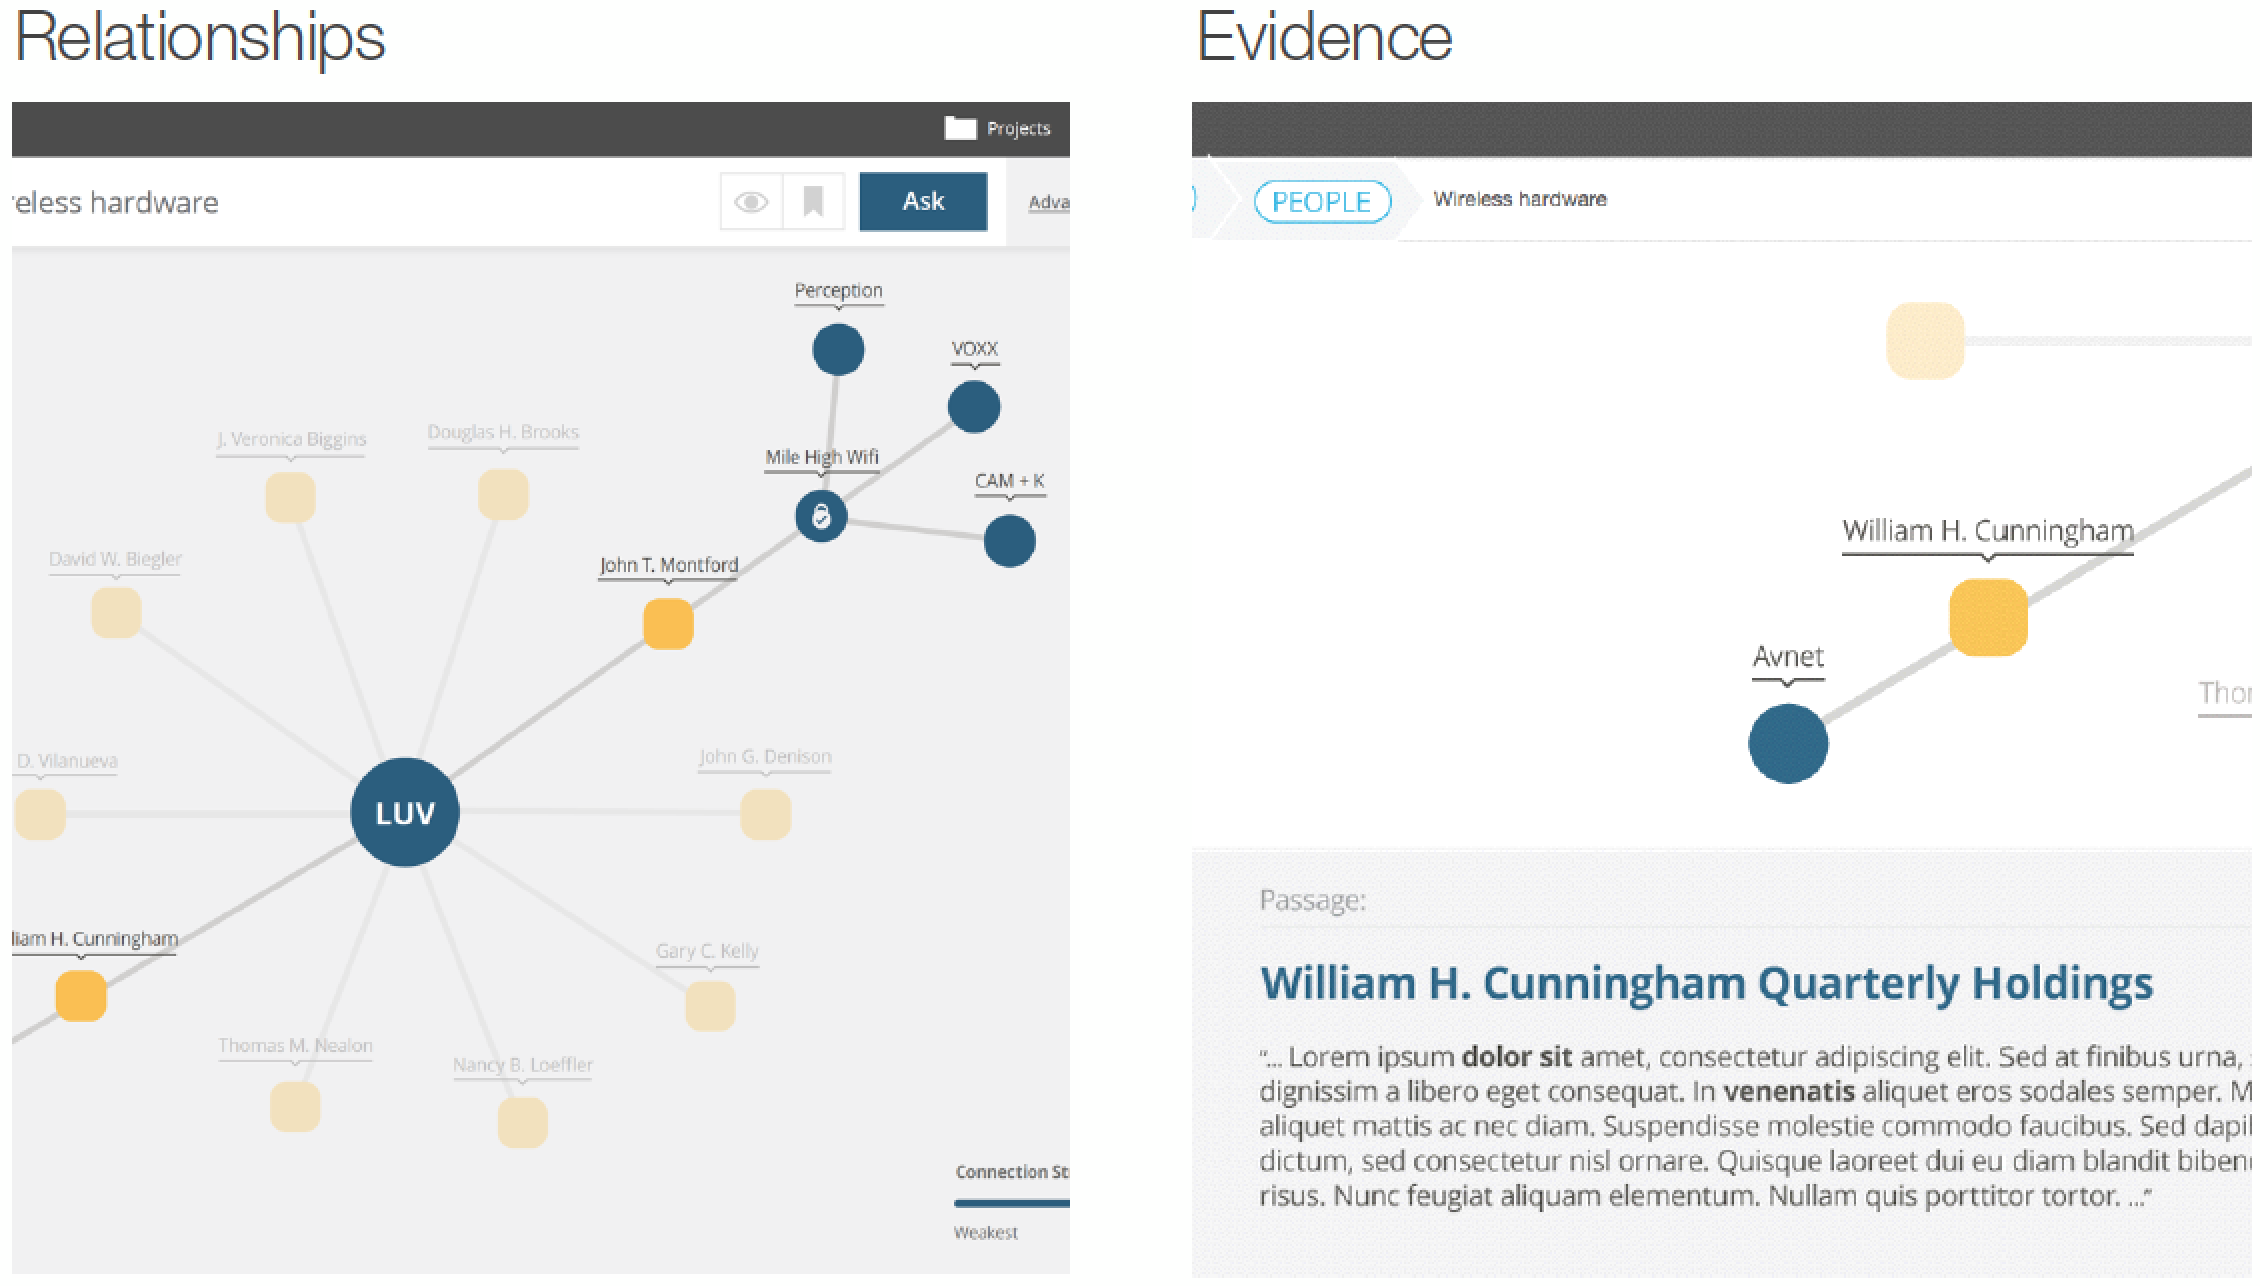 Relationships
Projects
reless hardware
Ask
Adva
Perception
VOXX
J. Veronica Biggins
Douglas H. Brooks
Mile High Wifi
CAM + K
David W. Biegler
John T. Montford
D. Vilanueva
John G. Denison
LUV
liam H. Cunningham
Gary C. Kelly
Thomas M. Nealon
Nancy B. Loeffler
Connection St
Weakest
Evidence
PEOPLE
Wireless hardware
William H. Cunningham
Avnet
Thor
Passage:
William H. Cunningham Quarterly Holdings
"... Lorem ipsum dolor sit amet, consectetur adipiscing elit. Sed at finibus urna,
dignissim a libero eget consequat. In venenatis aliquet eros sodales semper. M
aliquet mattis ac nec diam. Suspendisse molestie commodo faucibus. Sed dapib
dictum, sed consectetur nisl ornare. Quisque laoreet dui eu diam blandit bibend
risus. Nunc feugiat aliquam elementum. Nullam quis porttitor tortor. ..."